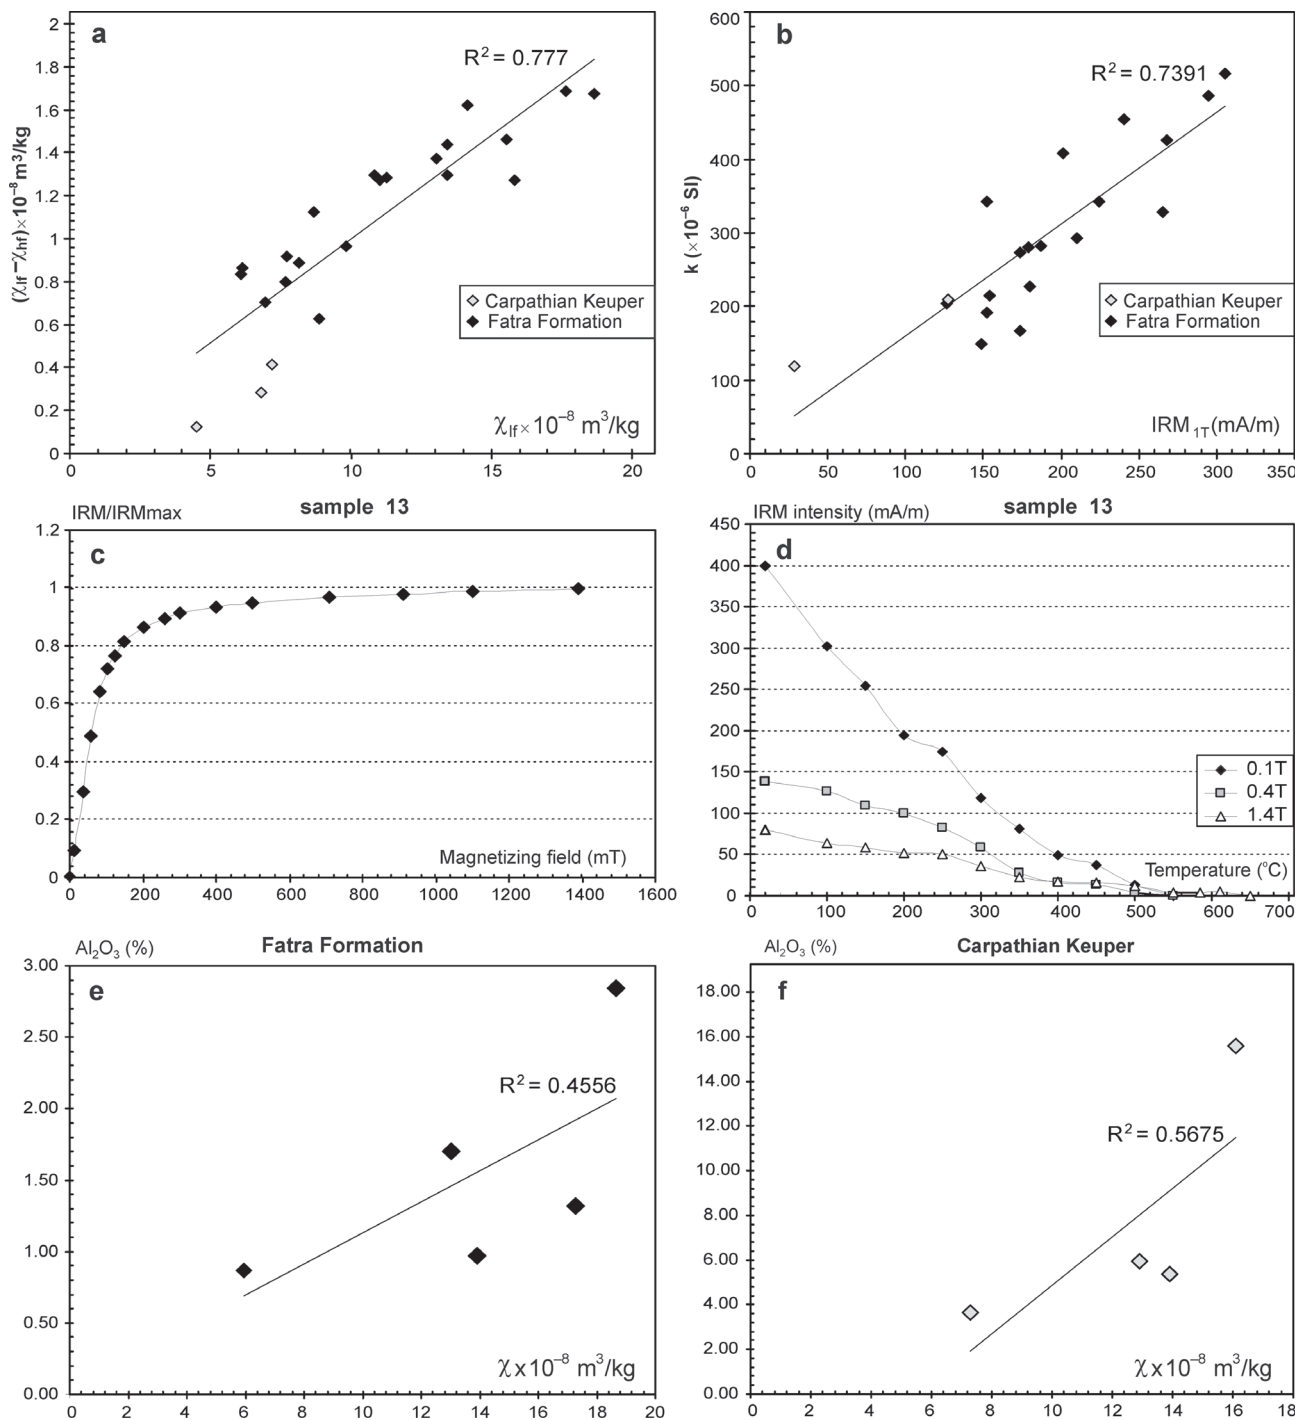 a
R² = 0.777
(χlf−χhf)×10⁻⁸m³/kg
2
1.8
1.6
1.4
1.2
1
0.8
0.6
0.4
0.2
0
Carpathian Keuper
Fatra Formation
χlf×10⁻⁸ m³/kg
0 5 10 15 20
b
R² = 0.7391
k (×10⁻⁶ SI)
600
500
400
300
200
100
0
Carpathian Keuper
Fatra Formation
IRM 1T(mA/m)
0 50 100 150 200 250 300 350
IRM/IRMmax
sample 13
c
1.2
1
0.8
0.6
0.4
0.2
0
Magnetizing field (mT)
0 200 400 600 800 1000 1200 1400 1600
IRM intensity (mA/m)
sample 13
d
450
400
350
300
250
200
150
100
50
0
0.1T
0.4T
1.4T
Temperature (°C)
0 100 200 300 400 500 600 700
Al₂O₃ (%)
Fatra Formation
e
3.00
2.50
2.00
1.50
1.00
0.50
0.00
R² = 0.4556
χx10⁻⁸ m³/kg
0 2 4 6 8 10 12 14 16 18 20
Al₂O₃ (%)
Carpathian Keuper
f
18.00
16.00
14.00
12.00
10.00
8.00
6.00
4.00
2.00
0.00
R² = 0.5675
χx10⁻⁸ m³/kg
0 2 4 6 8 10 12 14 16 18